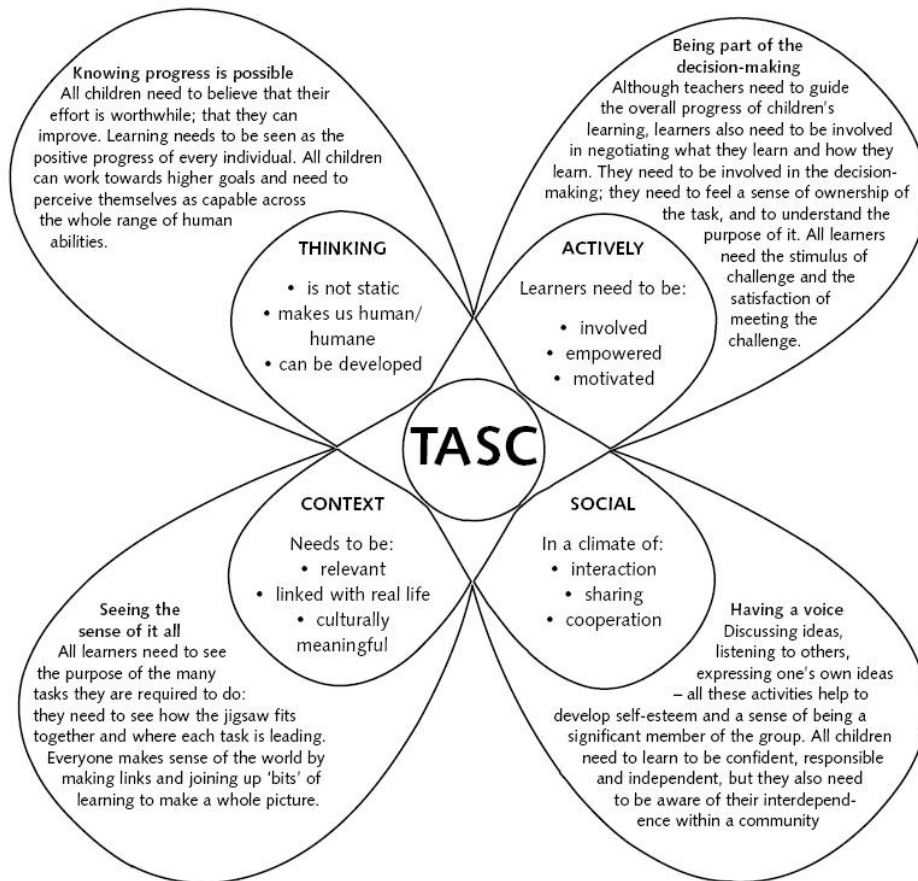 Knowing progress is possible
All children need to believe that their
effort is worthwhile; that they can
improve. Learning needs to be seen as the
positive progress of every individual. All children
can work towards higher goals and need to
perceive themselves as capable across
the whole range of human
abilities.
THINKING
• is not static
• makes us human/
humane
• can be developed
Being part of the
decision-making
Although teachers need to guide
the overall progress of children’s
learning, learners also need to be involved
in negotiating what they learn and how they
learn. They need to be involved in the decision-
making; they need to feel a sense of ownership of
the task, and to understand the
purpose of it. All learners
need the stimulus of
challenge and the
satisfaction of
meeting the
challenge.
ACTIVELY
Learners need to be:
• involved
• empowered
• motivated
TASC
CONTEXT
Needs to be:
• relevant
• linked with real life
• culturally
meaningful
Seeing the
sense of it all
All learners need to see
the purpose of the many
tasks they are required to do:
they need to see how the jigsaw fits
together and where each task is leading.
Everyone makes sense of the world by
making links and joining up ‘bits’ of
learning to make a whole picture.
SOCIAL
In a climate of:
• interaction
• sharing
• cooperation
Having a voice
Discussing ideas,
listening to others,
expressing one’s own ideas
– all these activities help to
develop self-esteem and a sense of being a
significant member of the group. All children
need to learn to be confident, responsible
and independent, but they also need
to be aware of their interdepend-
ence within a community